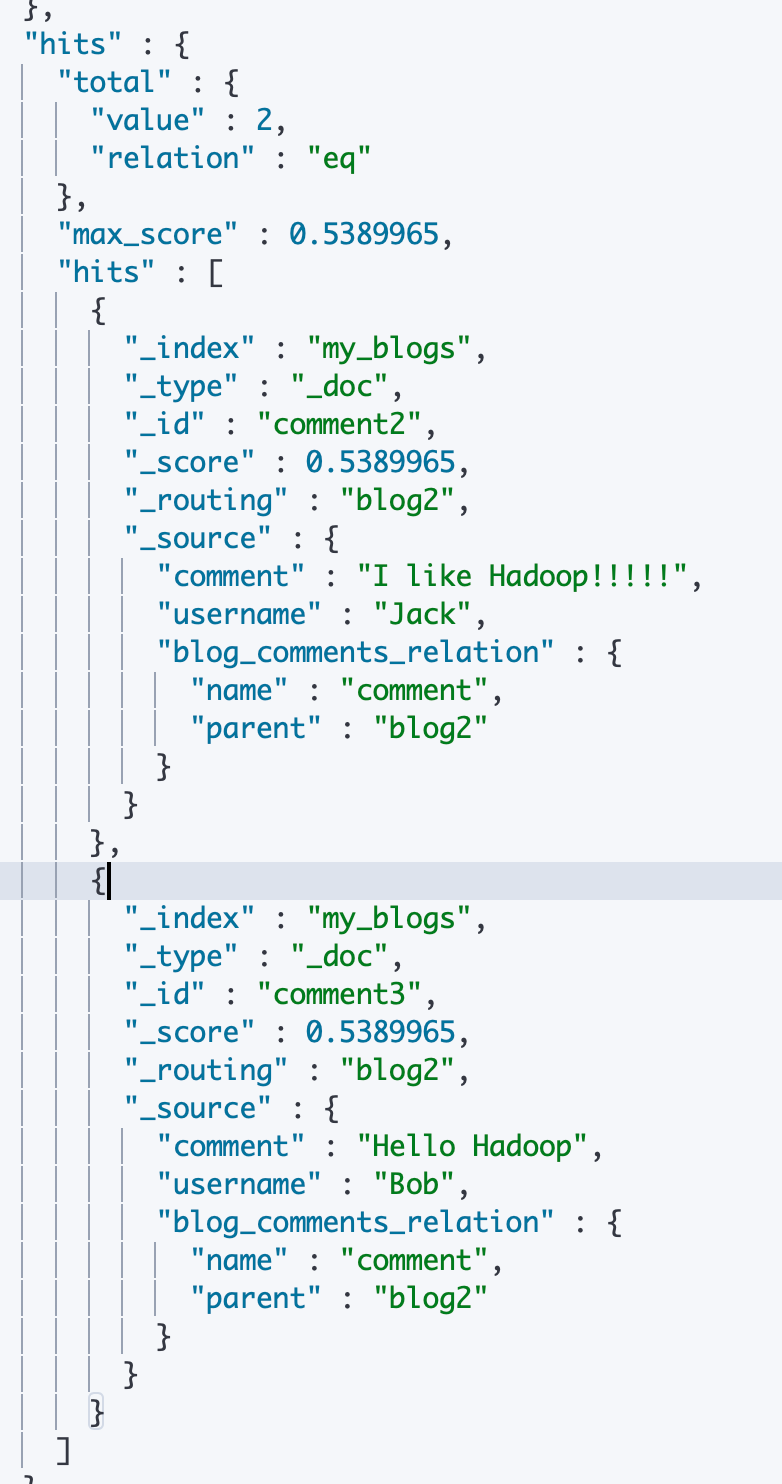 },
"hits" : {
  "total" : {
    "value" : 2,
    "relation" : "eq"
  },
  "max_score" : 0.5389965,
  "hits" : [
    {
      "_index" : "my_blogs",
      "_type" : "_doc",
      "_id" : "comment2",
      "_score" : 0.5389965,
      "_routing" : "blog2",
      "_source" : {
        "comment" : "I like Hadoop!!!!!",
        "username" : "Jack",
        "blog_comments_relation" : {
          "name" : "comment",
          "parent" : "blog2"
        }
      }
    },
    {
      "_index" : "my_blogs",
      "_type" : "_doc",
      "_id" : "comment3",
      "_score" : 0.5389965,
      "_routing" : "blog2",
      "_source" : {
        "comment" : "Hello Hadoop",
        "username" : "Bob",
        "blog_comments_relation" : {
          "name" : "comment",
          "parent" : "blog2"
        }
      }
    }
  ]
}